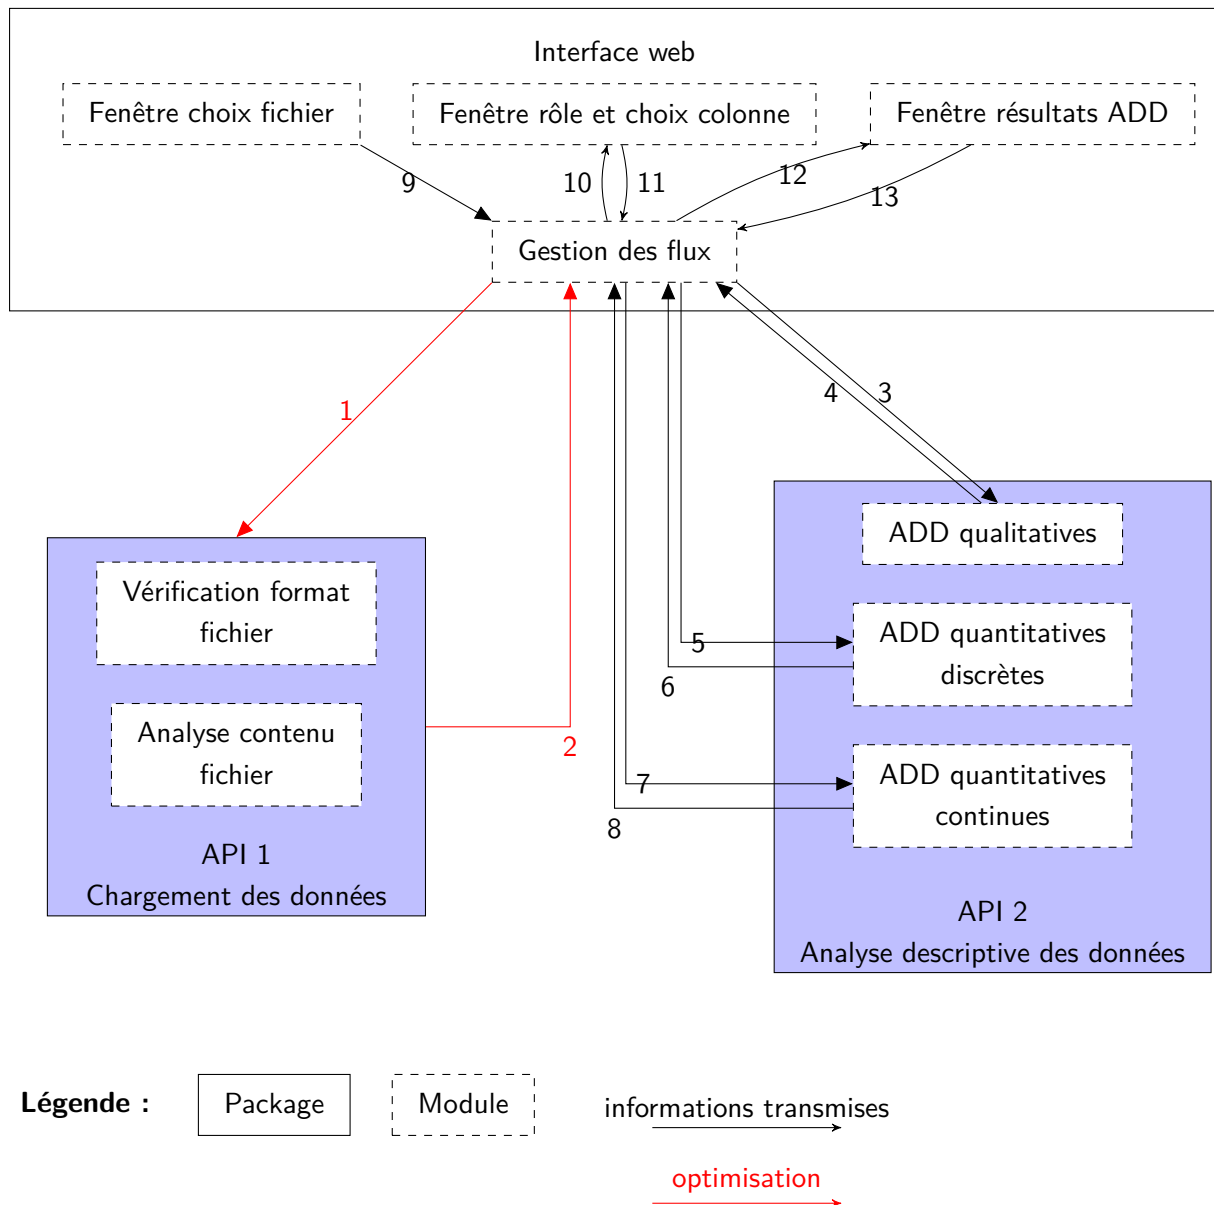 Interface web
Fenêtre choix fichier
Fenêtre rôle et choix colonne
Fenêtre résultats ADD
9
10
11
12
13
Gestion des flux
1
4
3
ADD qualitatives
Vérification format
fichier
ADD quantitatives
discrètes
5
6
Analyse contenu
fichier
2
ADD quantitatives
continues
7
8
API 1
Chargement des données
API 2
Analyse descriptive des données
Légende :
Package
Module
informations transmises
optimisation